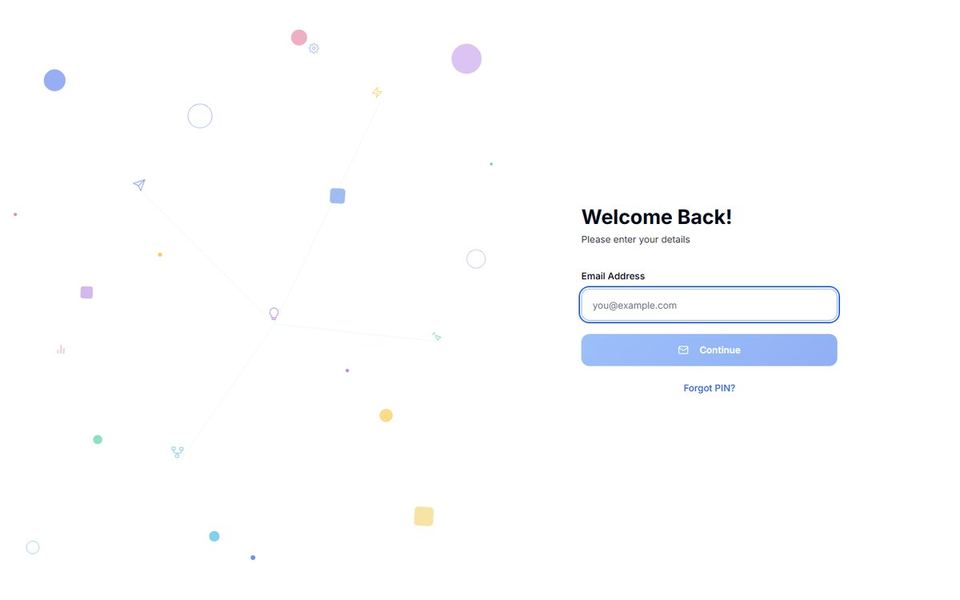 Welcome Back!
Please enter your details
Email Address
you@example.com
Continue
Forgot PIN?